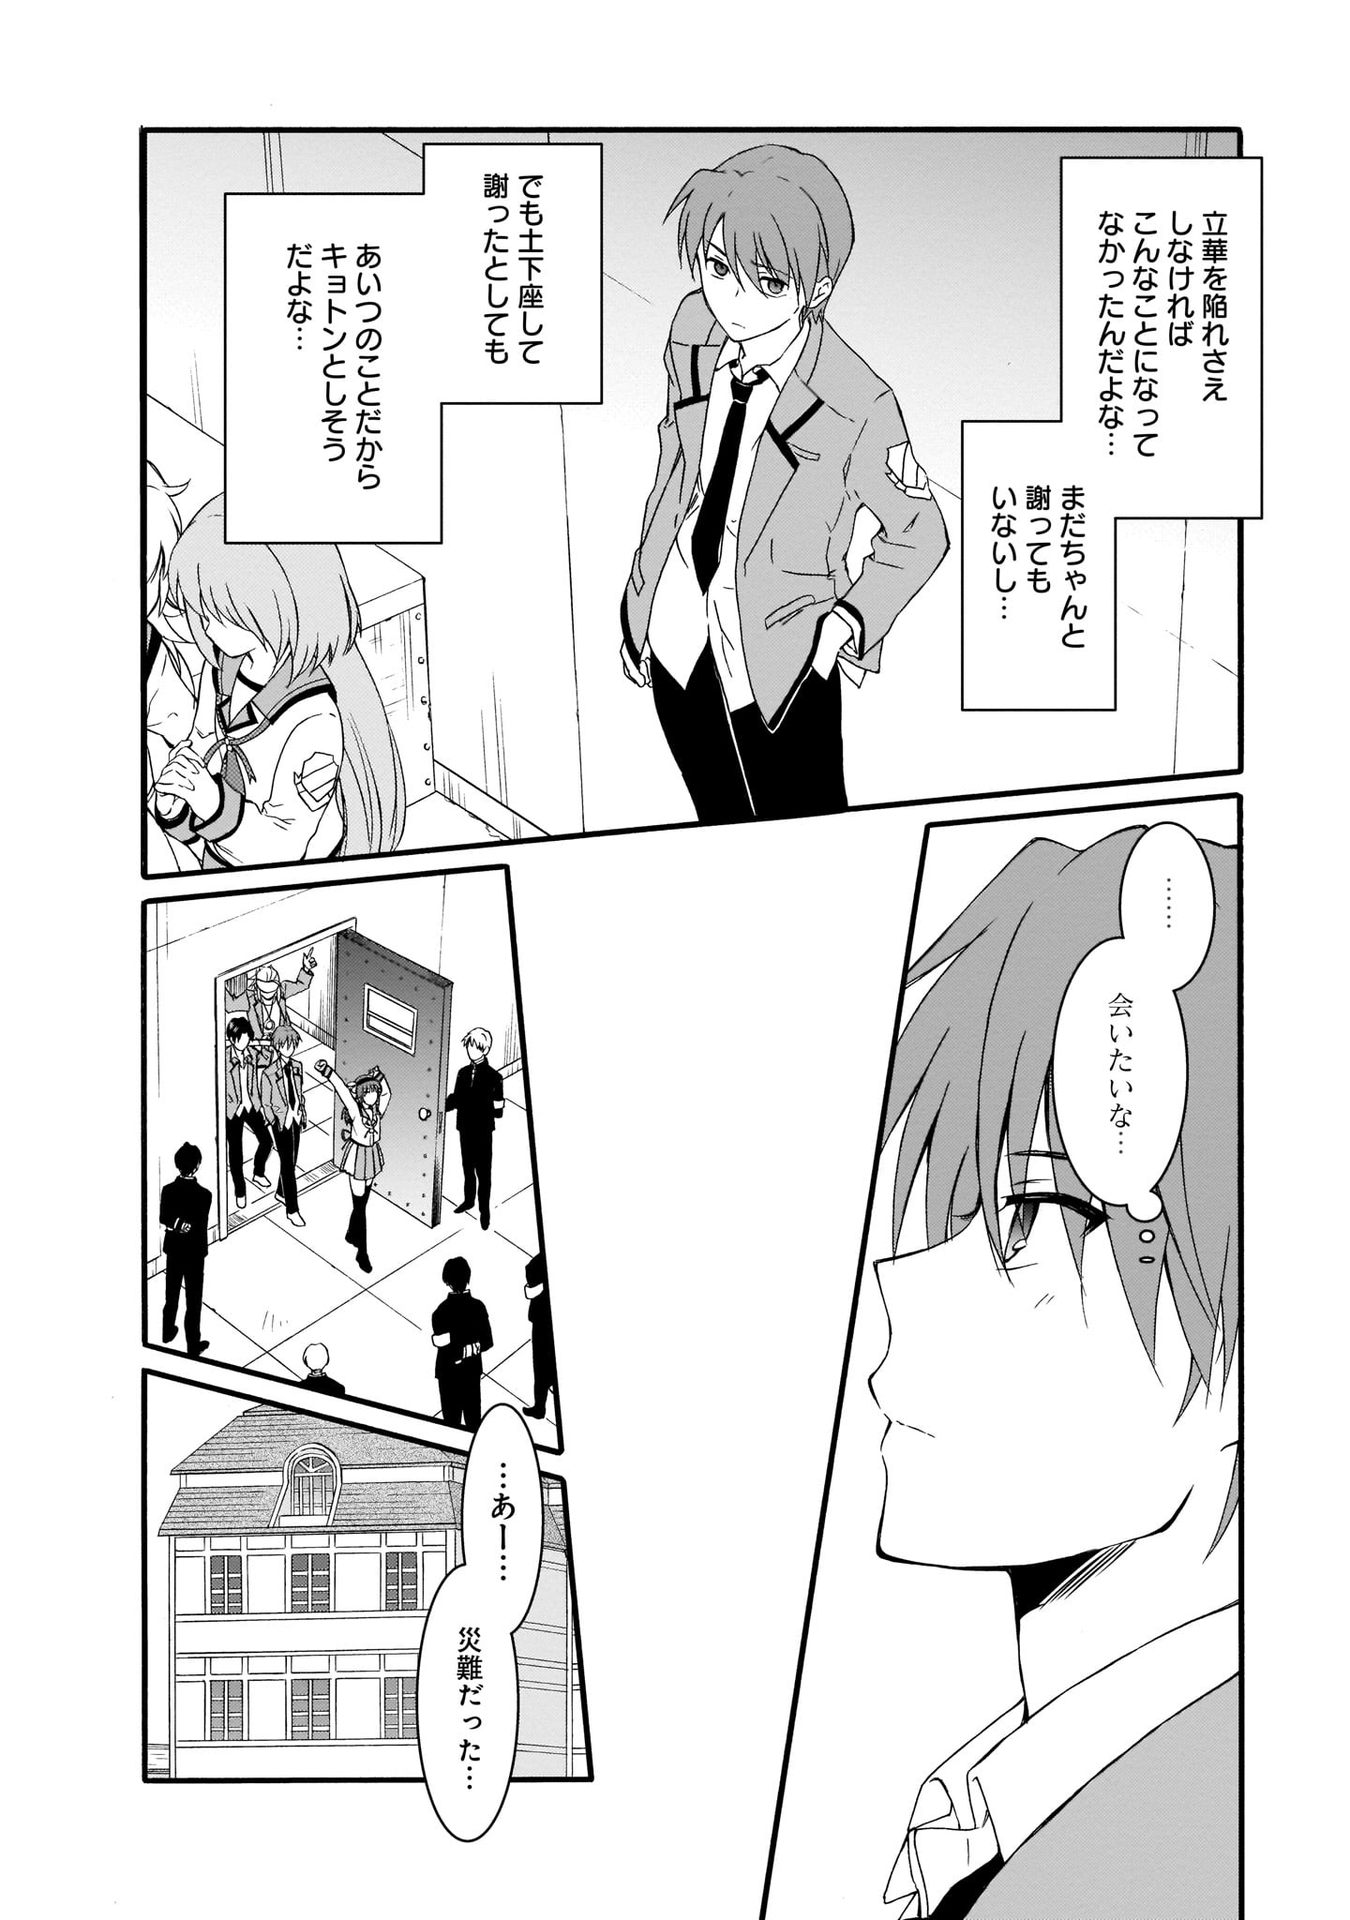 立華を陥れさえ
しなければ
こんなことになって
なかったんだよな…
まだちゃんと
謝っても
いないし…
でも土下座して
謝ったとしても
あいつのことだから
キョトンとしそう
だよな…
……
会いたいな…
…あー…
災難だった…